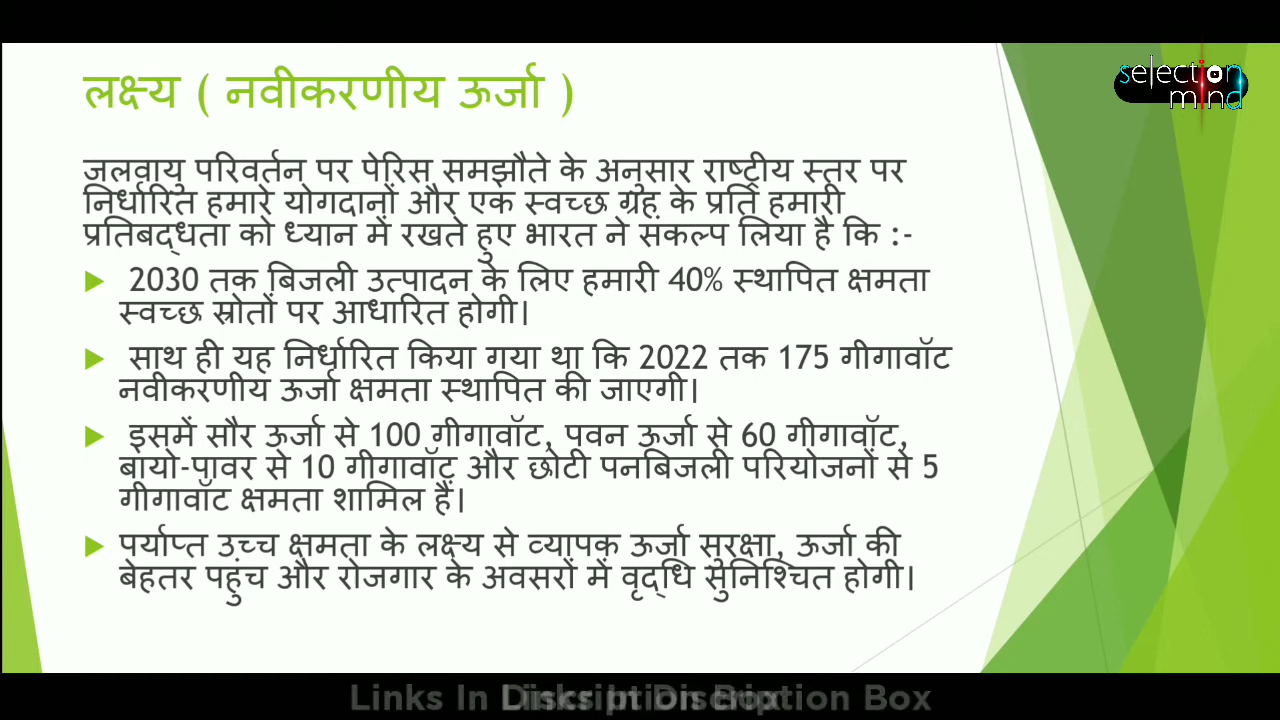 selection
mind
लक्ष्य ( नवीकरणीय ऊर्जा )
जलवायु परिवर्तन पर पेरिस समझौते के अनुसार राष्ट्रीय स्तर पर
निर्धारित हमारे योगदानों और एक स्वच्छ ग्रह के प्रति हमारी
प्रतिबद्धता को ध्यान में रखते हुए भारत ने संकल्प लिया है कि :-
2030 तक बिजली उत्पादन के लिए हमारी 40% स्थापित क्षमता
स्वच्छ स्रोतों पर आधारित होगी।
साथ ही यह निर्धारित किया गया था कि 2022 तक 175 गीगावॉट
नवीकरणीय ऊर्जा क्षमता स्थापित की जाएगी।
इसमें सौर ऊर्जा से 100 गीगावॉट, पवन ऊर्जा से 60 गीगावॉट,
बायो-पावर से 10 गीगावॉट और छोटी पनबिजली परियोजनों से 5
गीगावॉट क्षमता शामिल हैं।
पर्याप्त उच्च क्षमता के लक्ष्य से व्यापक ऊर्जा सुरक्षा, ऊर्जा की
बेहतर पहुंच और रोजगार के अवसरों में वृद्धि सुनिश्चित होगी।
Links In Discription Box